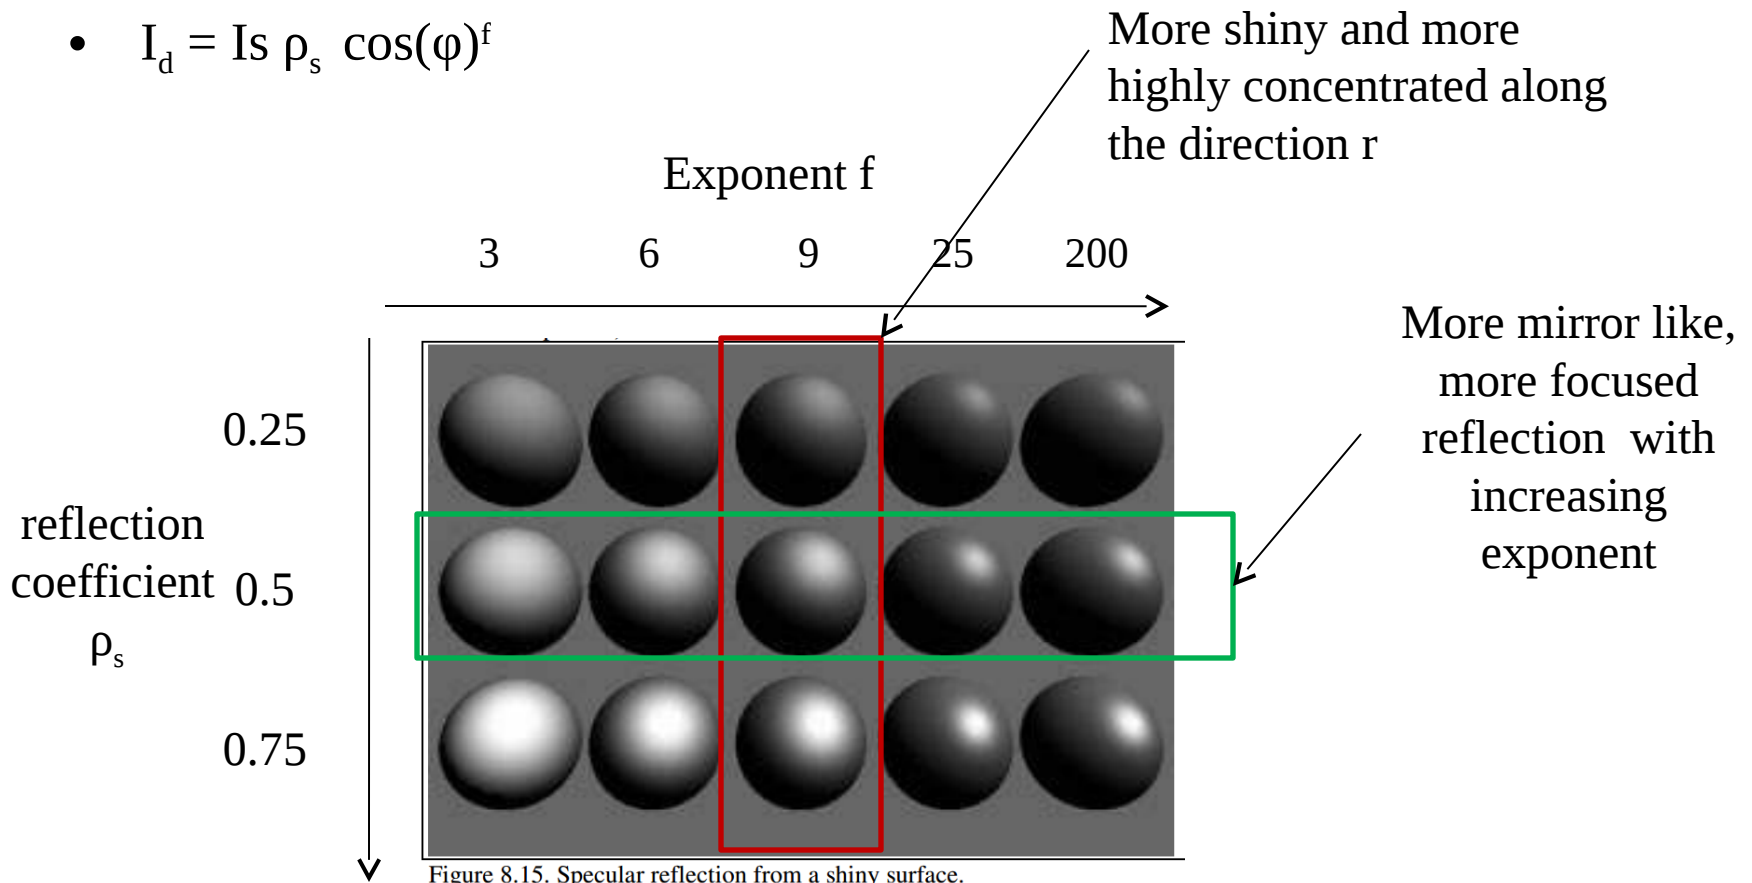 • I_d = Is ρ_s cos(φ)^f
More shiny and more
highly concentrated along
the direction r
Exponent f
3 6 9 25 200
More mirror like,
more focused
reflection with
increasing
exponent
0.25
reflection
coefficient
ρ_s
0.5
0.75
Figure 8.15. Specular reflection from a shiny surface.